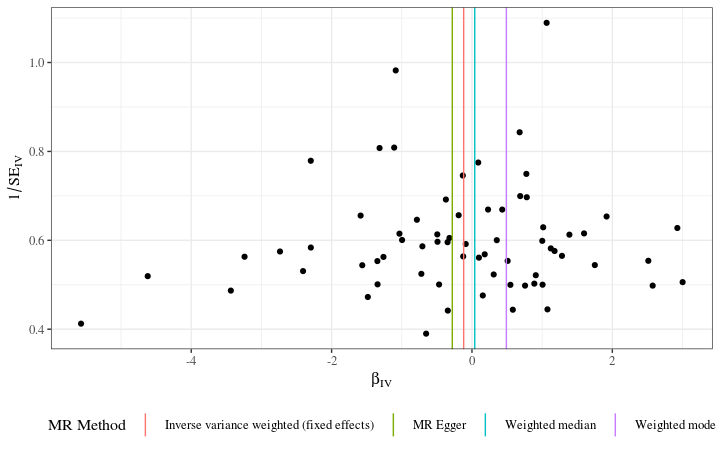 1.0
0.8
0.6
0.4
1/SE_IV
-4
-2
0
2
β_IV
MR Method
Inverse variance weighted (fixed effects)
MR Egger
Weighted median
Weighted mode